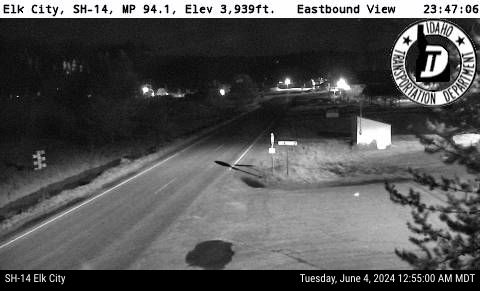 Elk City, SH-14, MP 94.1, Elev 3,939ft. Eastbound View 23:47:06
IDAHO
TRANSPORTATION DEPARTMENT
SH-14 Elk City Tuesday, June 4, 2024 12:55:00 AM MDT